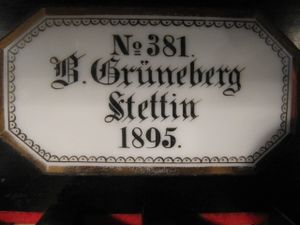 No 381.
B. Grüneberg
Stettin
1895.